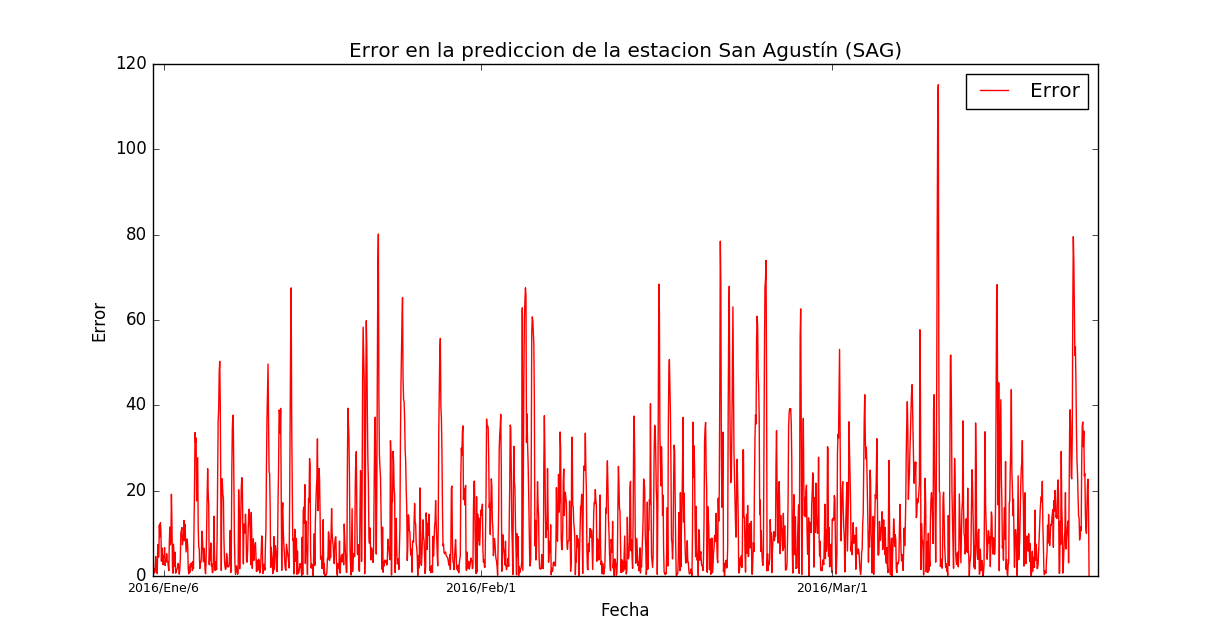 Error en la prediccion de la estacion San Agustín (SAG)
120
Error
100
80
60
Error
40
20
0
2016/Ene/6 2016/Feb/1 2016/Mar/1
Fecha